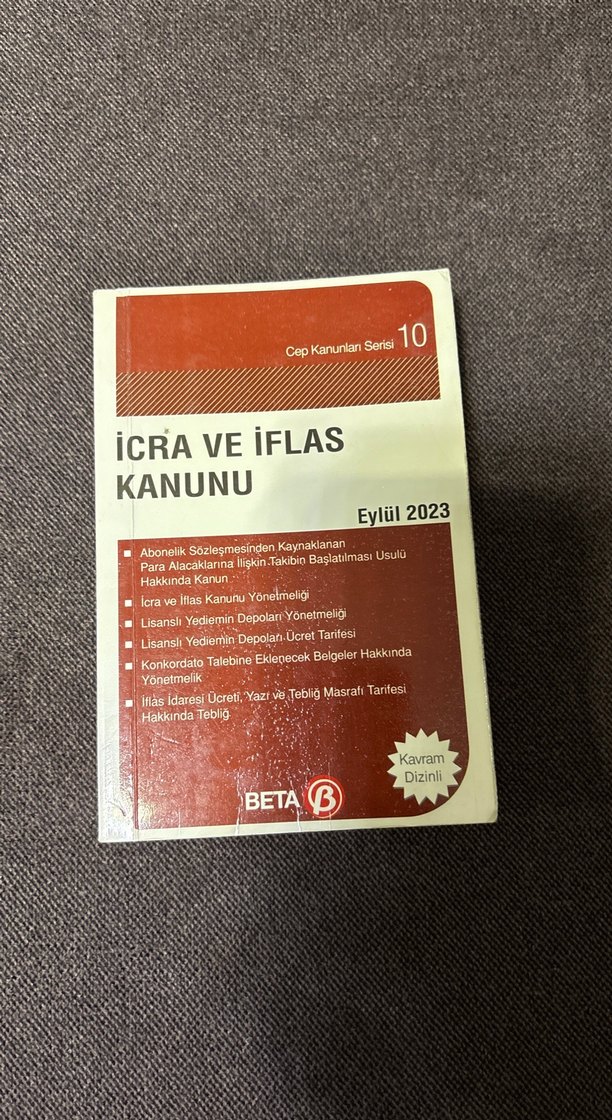 Cep Kanunları Serisi 10
İCRA VE İFLAS
KANUNU
Eylül 2023
Abonelik Sözleşmesinden Kaynaklanan
Para Alacaklarına İlişkin Takibin Başlatılması Usulü
Hakkında Kanun
İcra ve İflas Kanunu Yönetmeliği
Lisanslı Yediemin Depoları Yönetmeliği
Lisanslı Yediemin Depoları Ücret Tarifesi
Konkordato Talebine Eklenecek Belgeler Hakkında
Yönetmelik
İflas İdaresi Ücreti, Yazı ve Tebliğ Masrafı Tarifesi
Hakkında Tebliğ
Kavram
Dizinli
BETA β